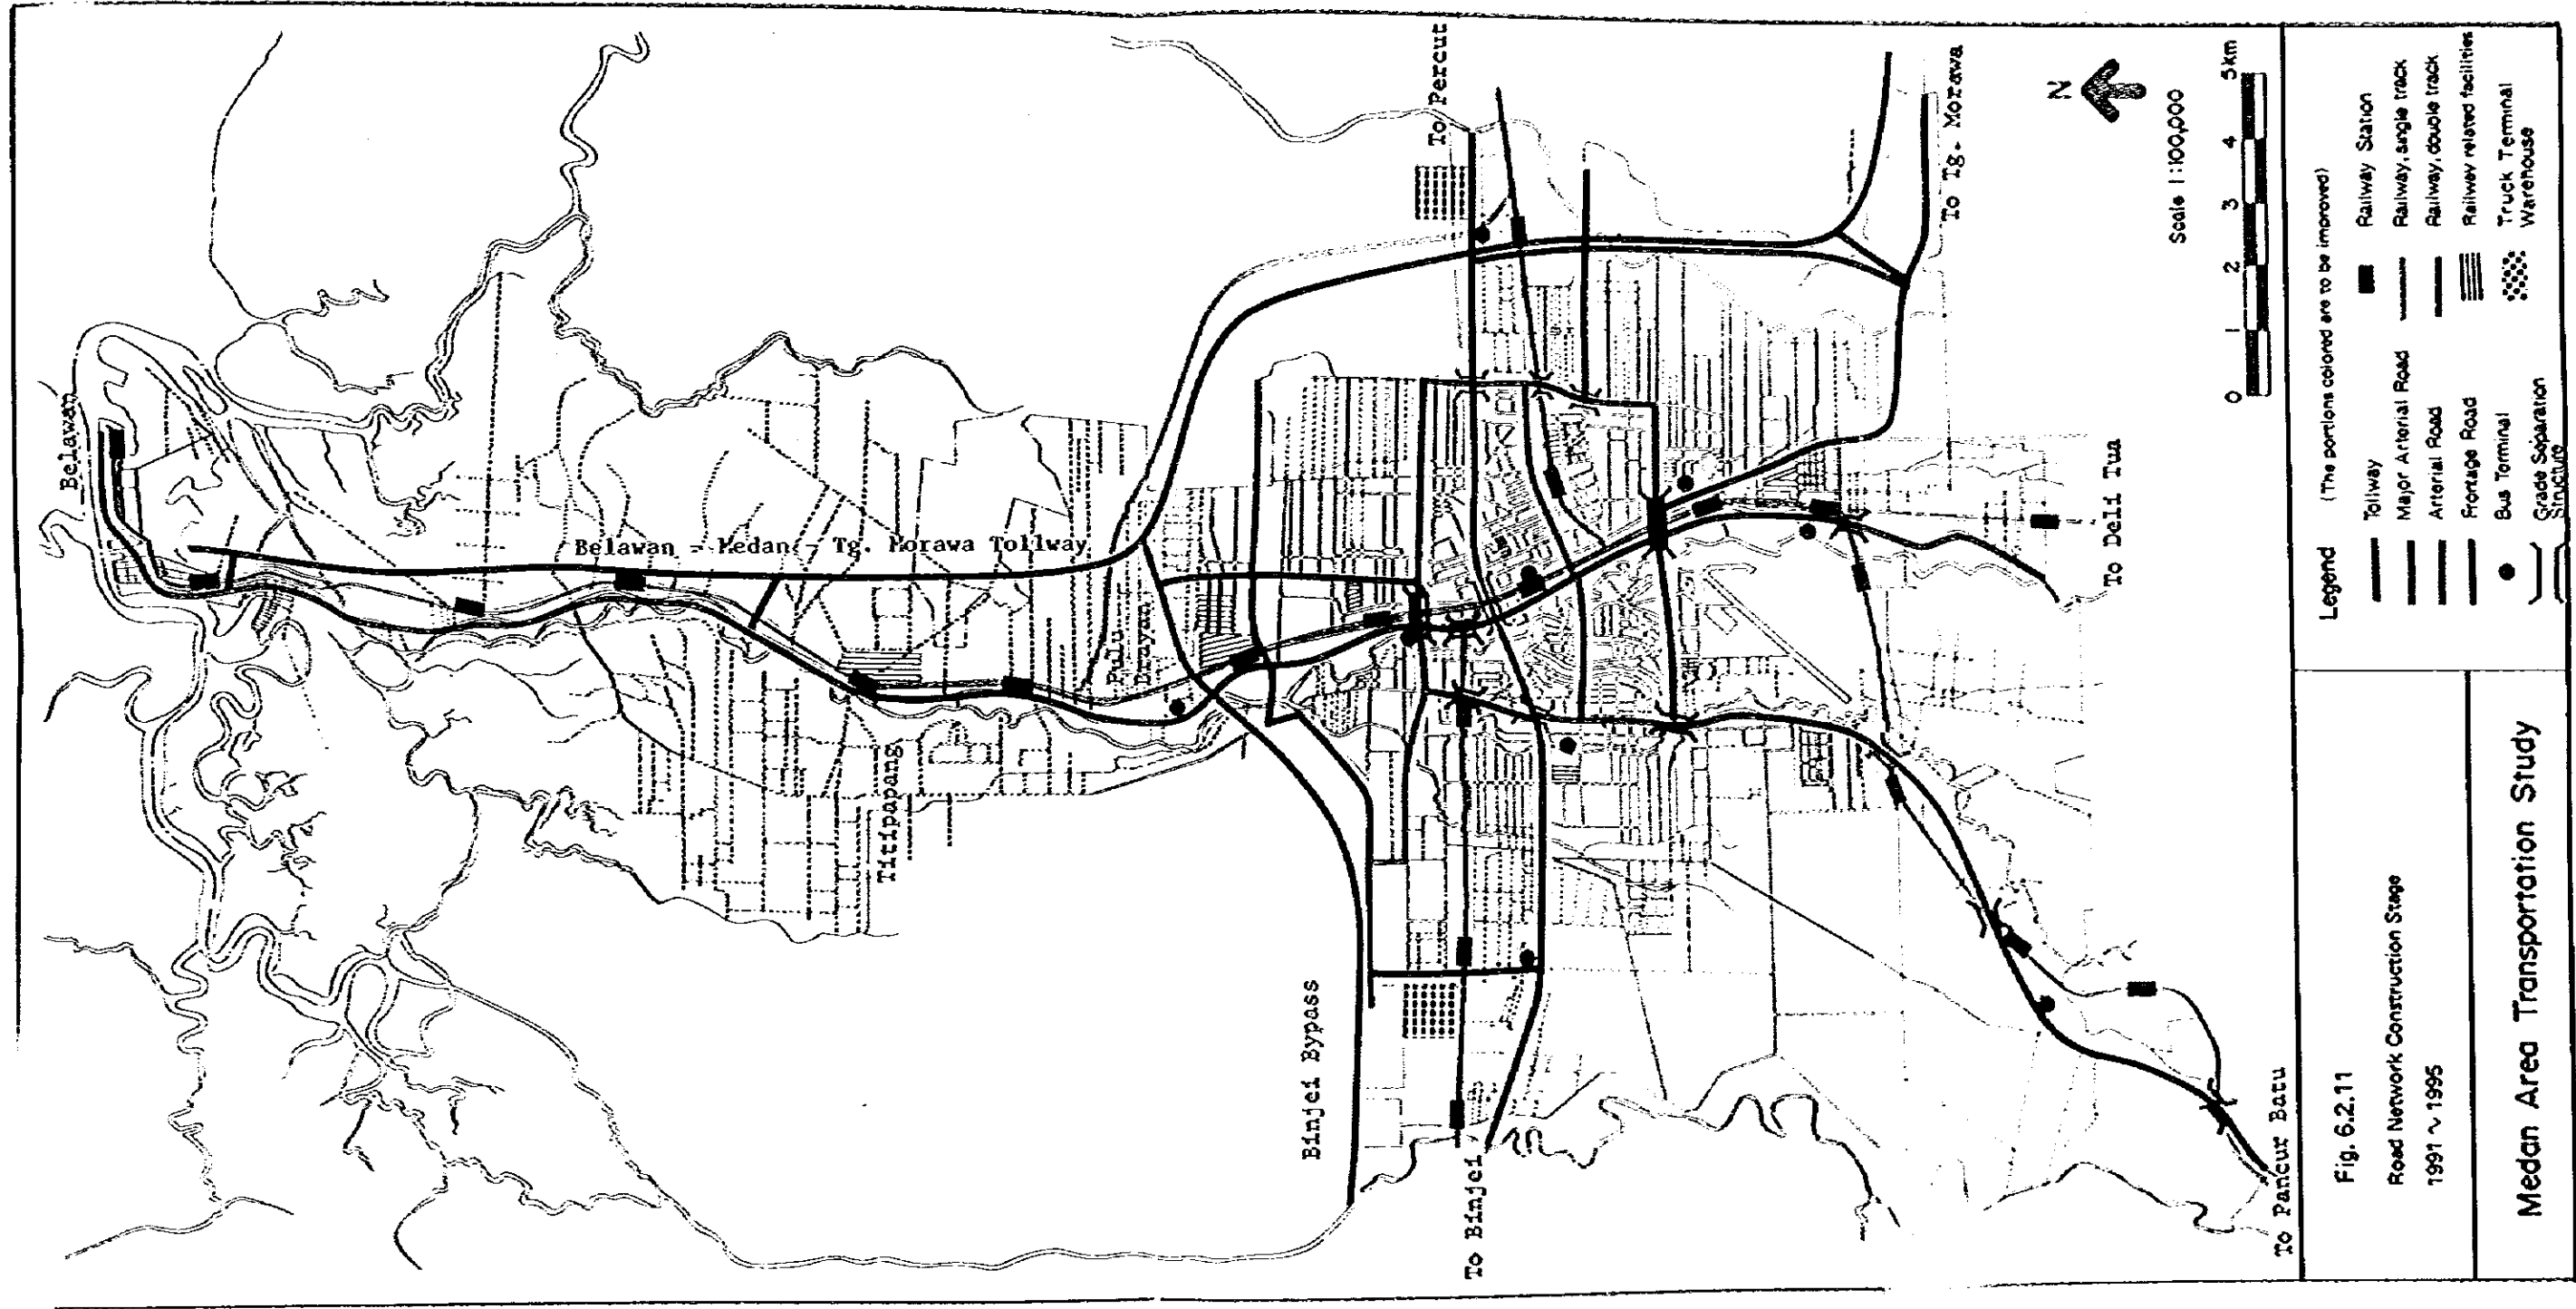 Belawan
Belawan - Medan - Tg. Morawa Tollway
Titipapang
Pulu
Brayan
Binjei Bypass
To Binjei
To Percut
To Tg. Morawa
To Deli Tua
To Pancur Batu
N
Scale 1:100,000
0 1 2 3 4 5km
Legend (The portions colored are to be improved)
Tollway
Major Arterial Road
Arterial Road
Frontage Road
Bus Terminal
Grade Separation
Structure
Railway Station
Railway, single track
Railway, double track
Railway related facilities
Truck Terminal
Warehouse
Fig. 6.2.11
Road Network Construction Stage
1991 ~ 1995
Medan Area Transportation Study